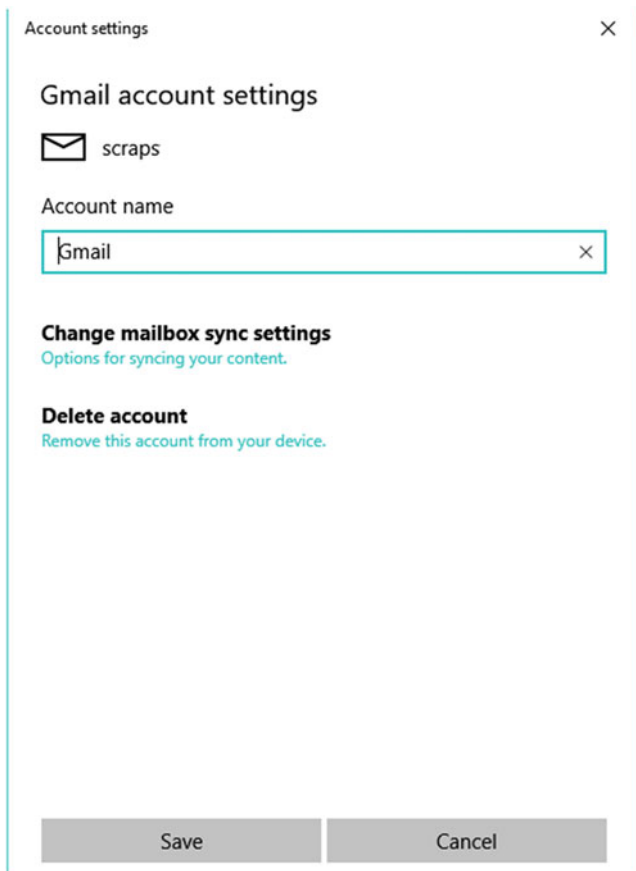 Account settings
Gmail account settings
scraps
Account name
Gmail
Change mailbox sync settings
Options for syncing your content.
Delete account
Remove this account from your device.
Save Cancel